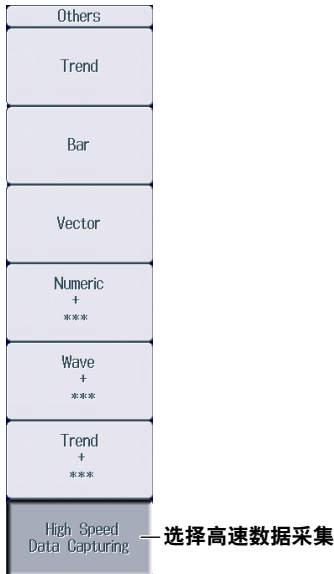 Others
Trend
Bar
Vector
Numeric
+
***
Wave
+
***
Trend
+
***
High Speed
Data Capturing
选择高速数据采集